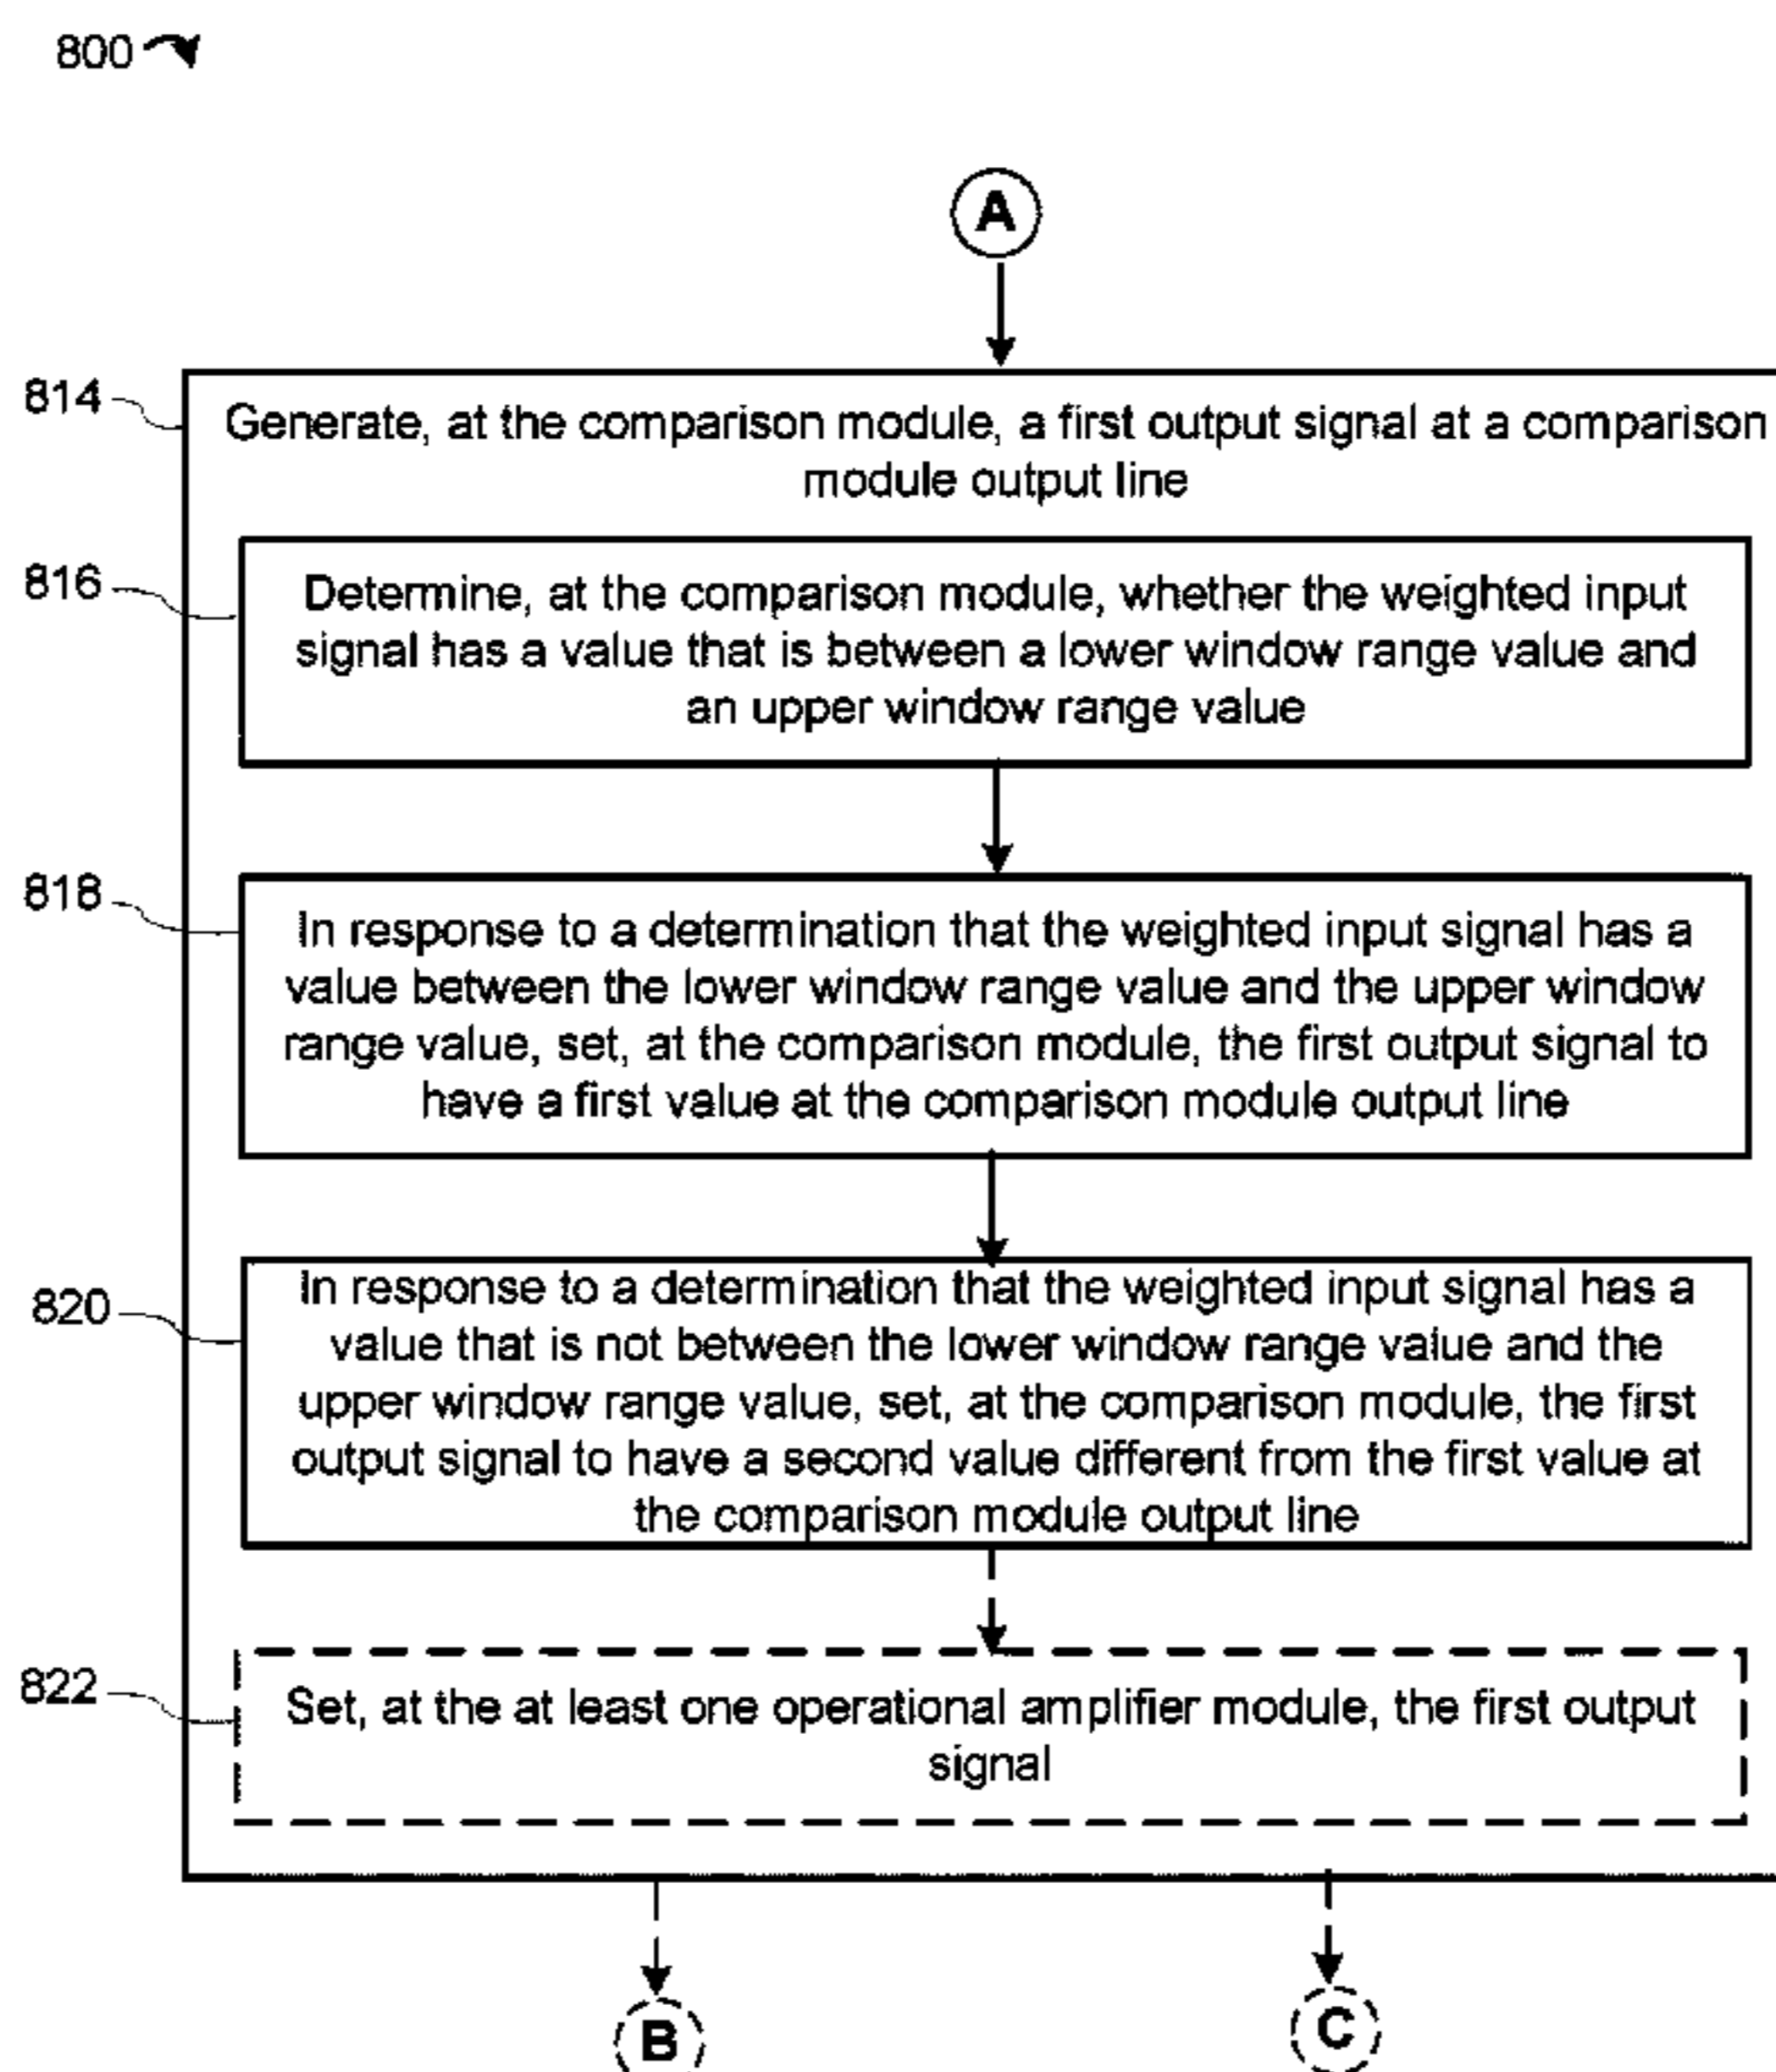 800
A
814
Generate, at the comparison module, a first output signal at a comparison
module output line
816
Determine, at the comparison module, whether the weighted input
signal has a value that is between a lower window range value and
an upper window range value
818
In response to a determination that the weighted input signal has a
value between the lower window range value and the upper window
range value, set, at the comparison module, the first output signal to
have a first value at the comparison module output line
820
In response to a determination that the weighted input signal has a
value that is not between the lower window range value and the
upper window range value, set, at the comparison module, the first
output signal to have a second value different from the first value at
the comparison module output line
822
Set, at the at least one operational amplifier module, the first output
signal
B
C